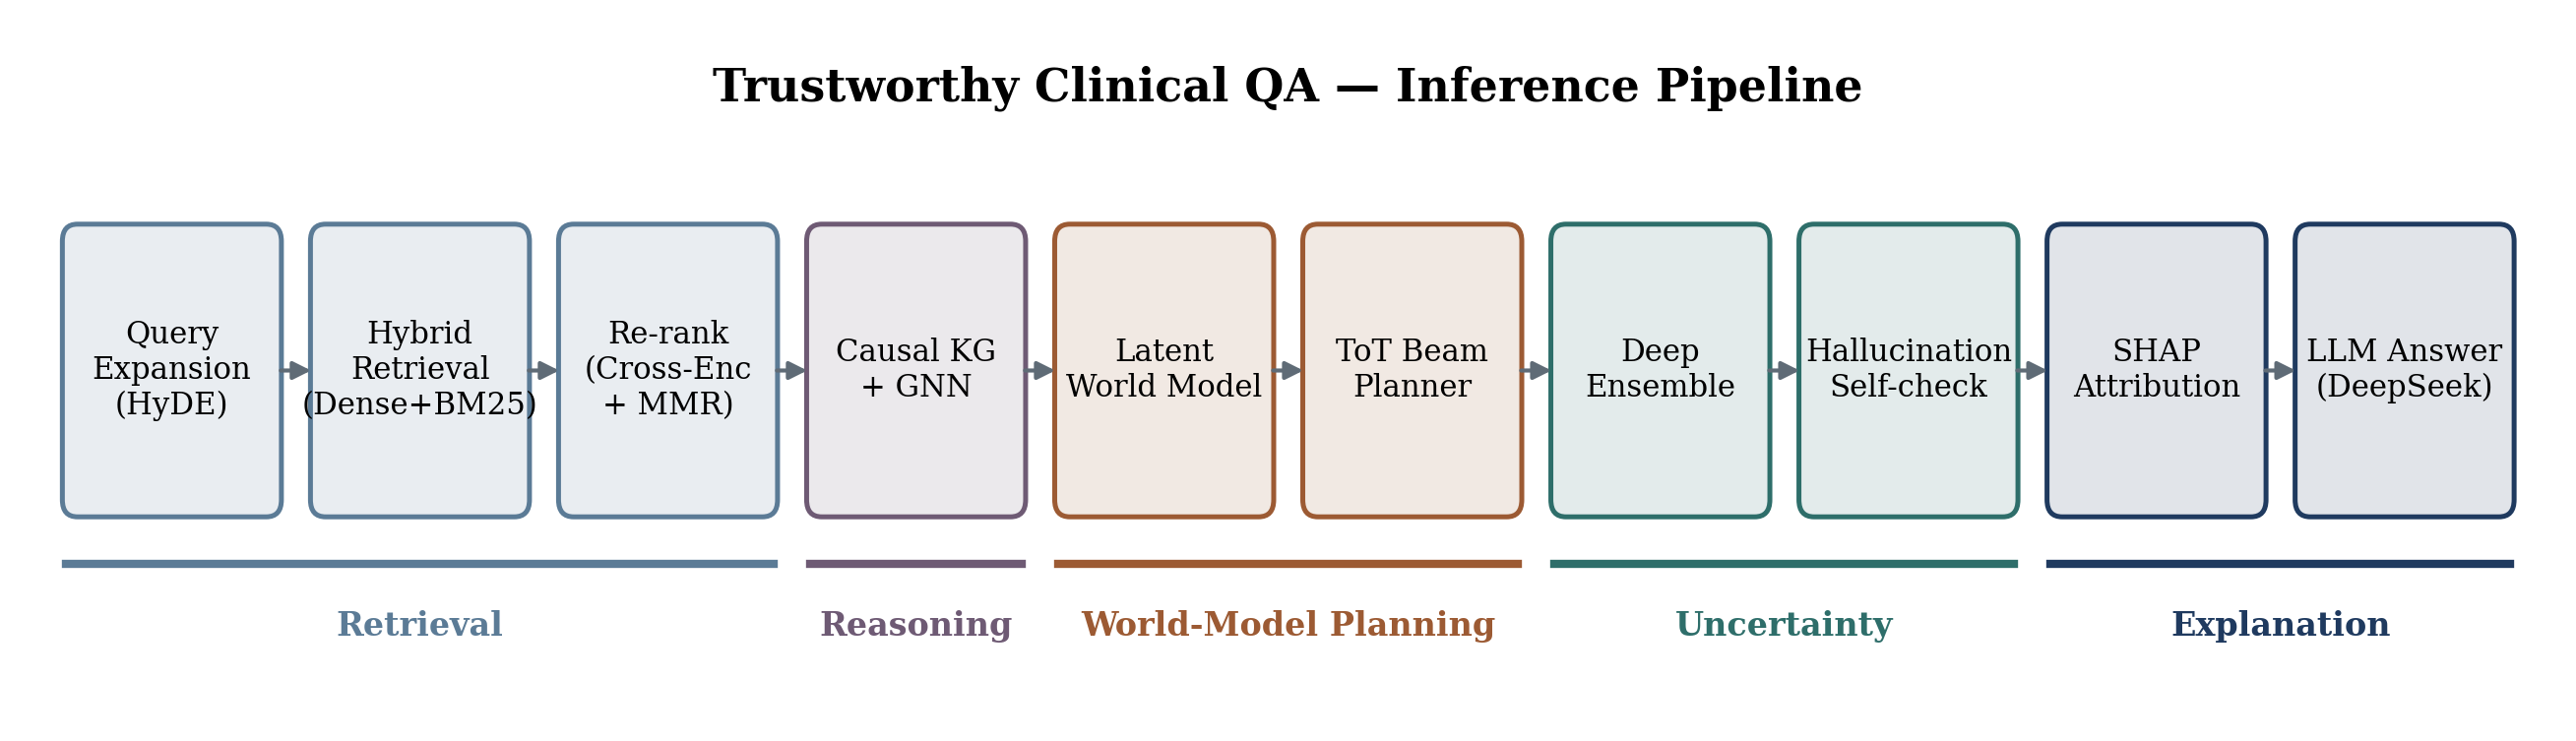 Trustworthy Clinical QA — Inference Pipeline
Query
Expansion
(HyDE)
Hybrid
Retrieval
(Dense+BM25)
Re-rank
(Cross-Enc
+ MMR)
Causal KG
+ GNN
Latent
World Model
ToT Beam
Planner
Deep
Ensemble
Hallucination
Self-check
SHAP
Attribution
LLM Answer
(DeepSeek)
Retrieval
Reasoning
World-Model Planning
Uncertainty
Explanation